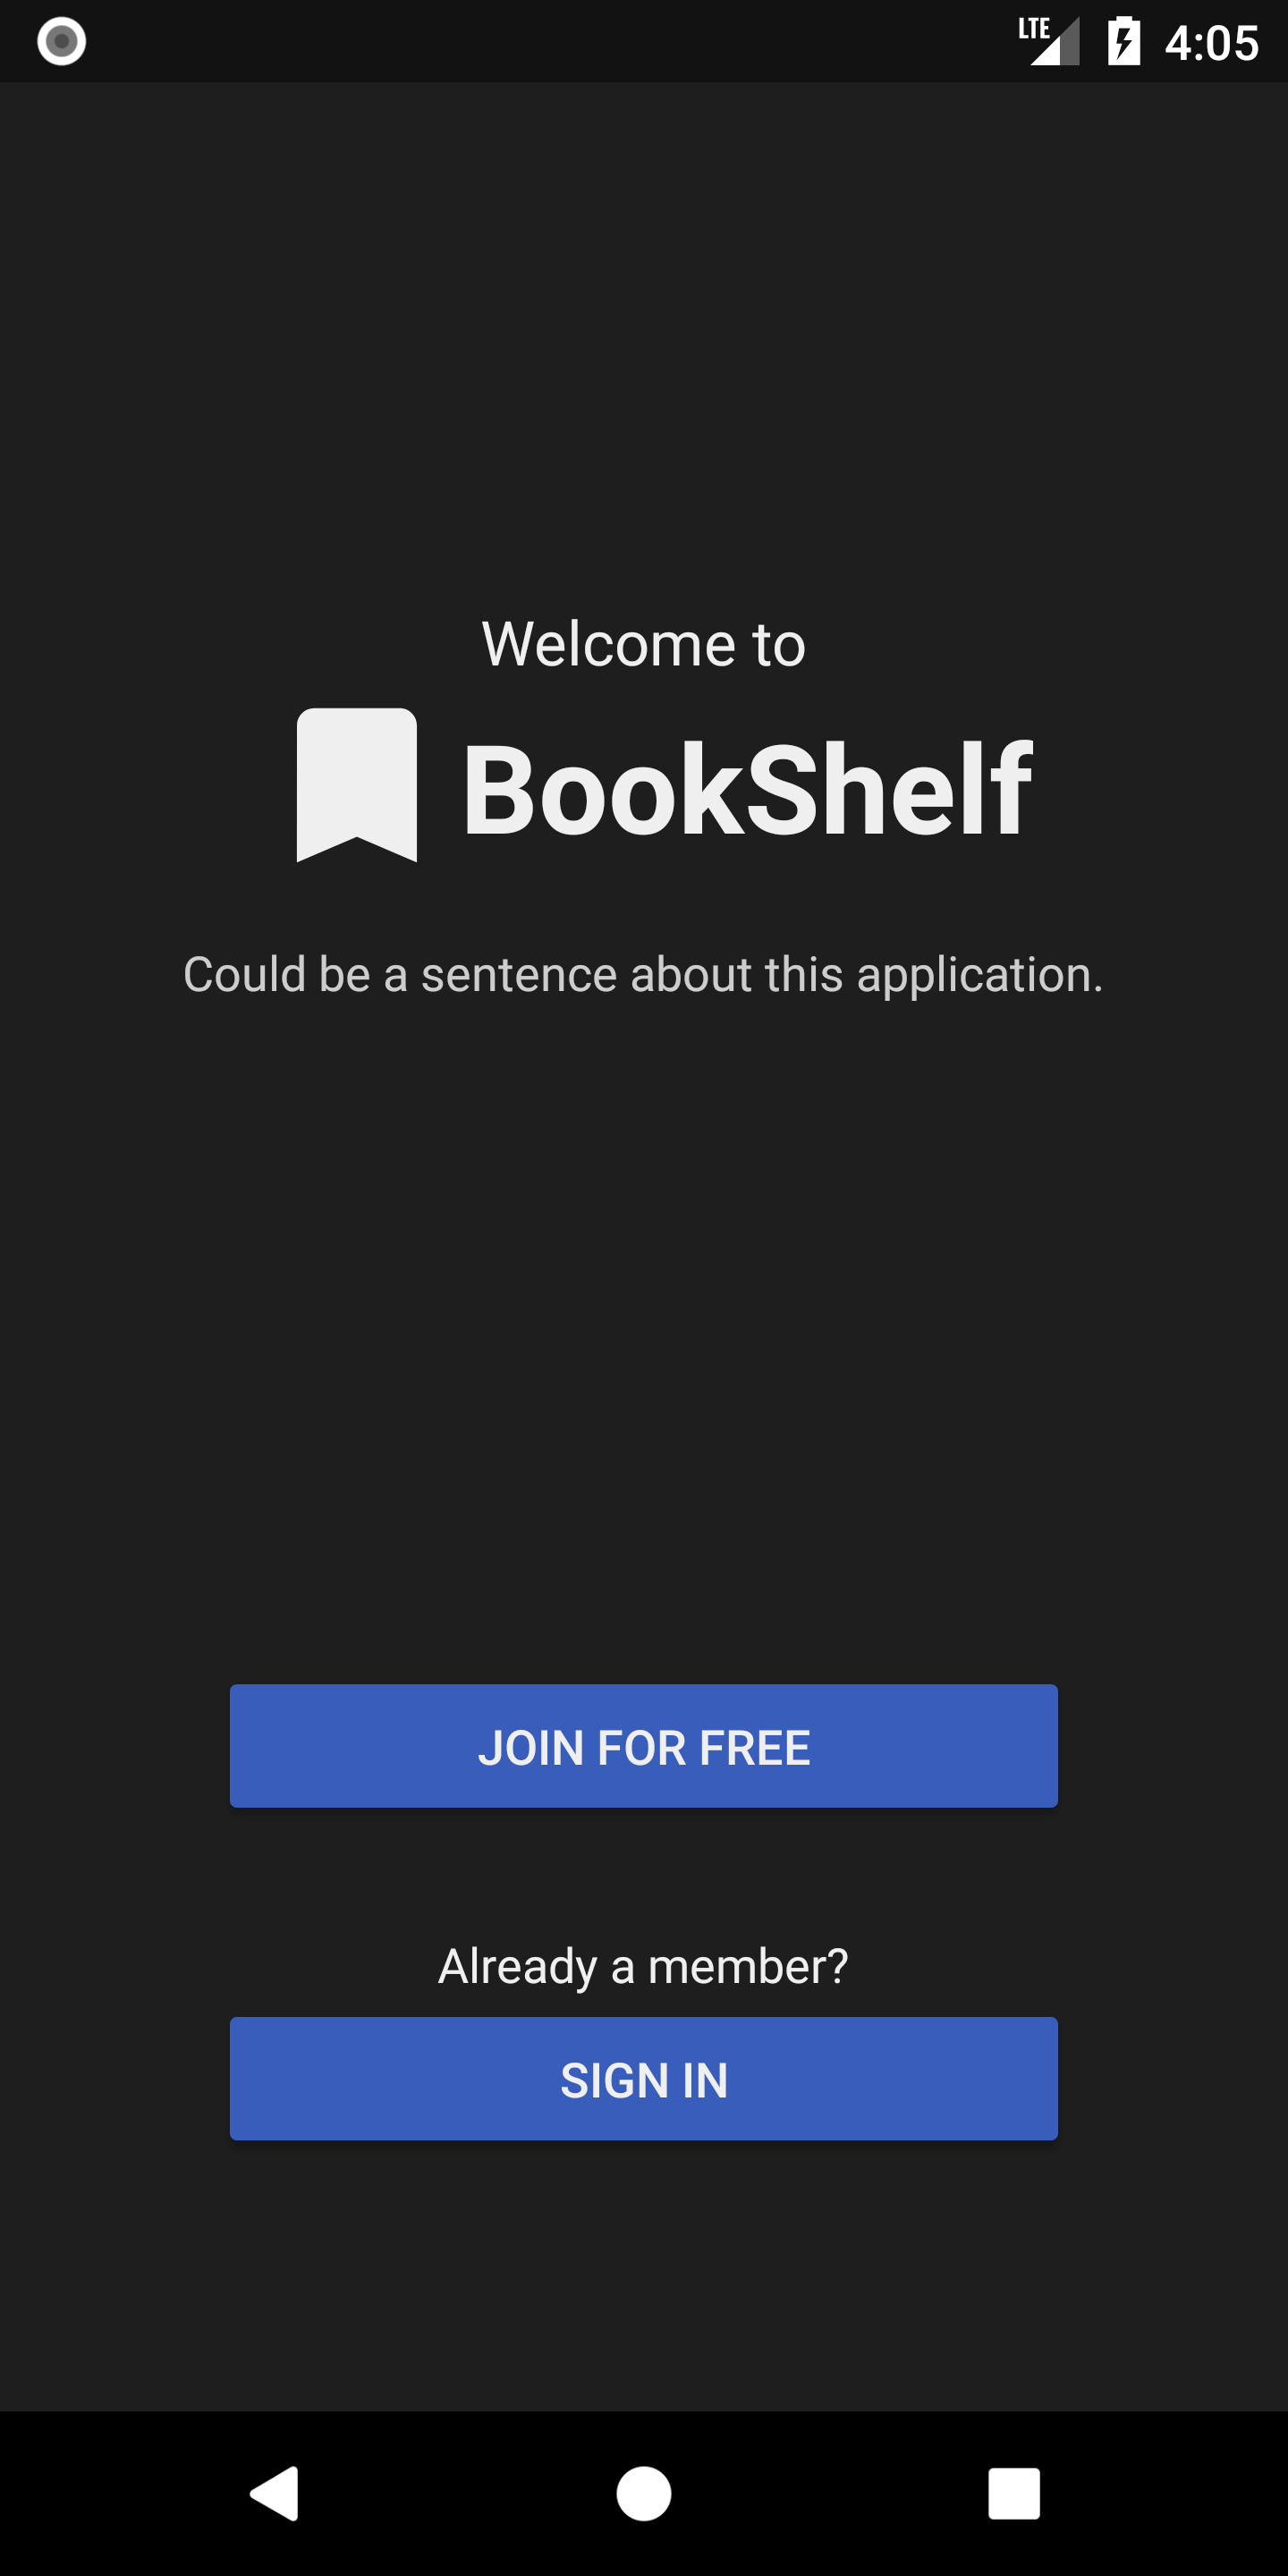 LTE 4:05
Welcome to
BookShelf
Could be a sentence about this application.
JOIN FOR FREE
Already a member?
SIGN IN